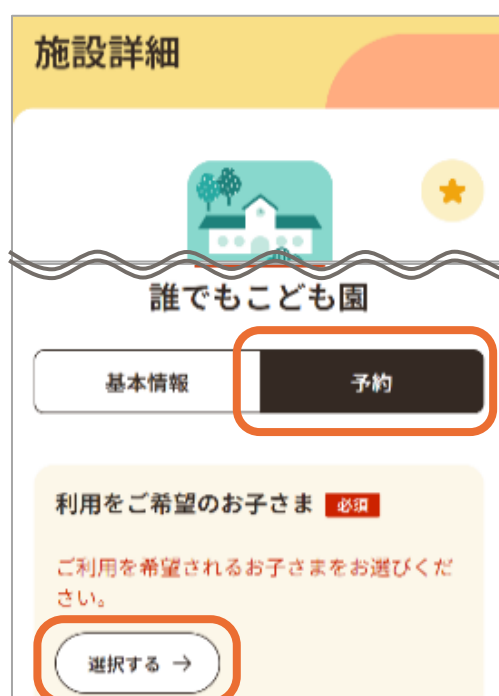 施設詳細
誰でもこども園
基本情報
予約
利用をご希望のお子さま 必須
ご利用を希望されるお子さまをお選びくだ
さい。
選択する →